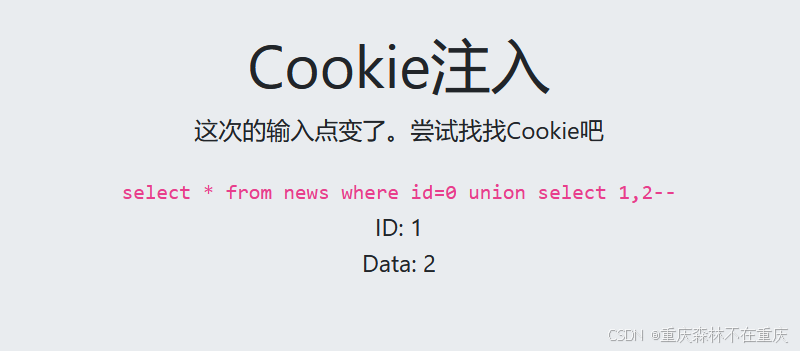 Cookie注入
这次的输入点变了。尝试找找Cookie吧
select * from news where id=0 union select 1,2--
ID: 1
Data: 2
CSDN @重庆森林不在重庆